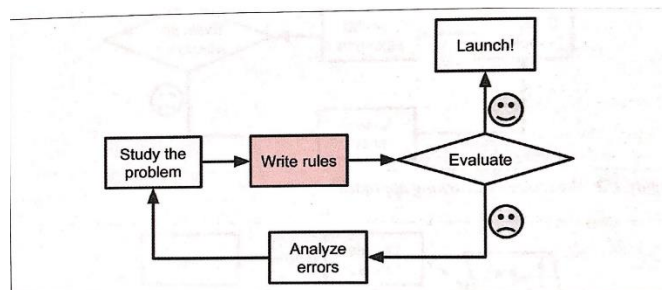 Launch!
Study the
problem
Write rules
Evaluate
Analyze
errors